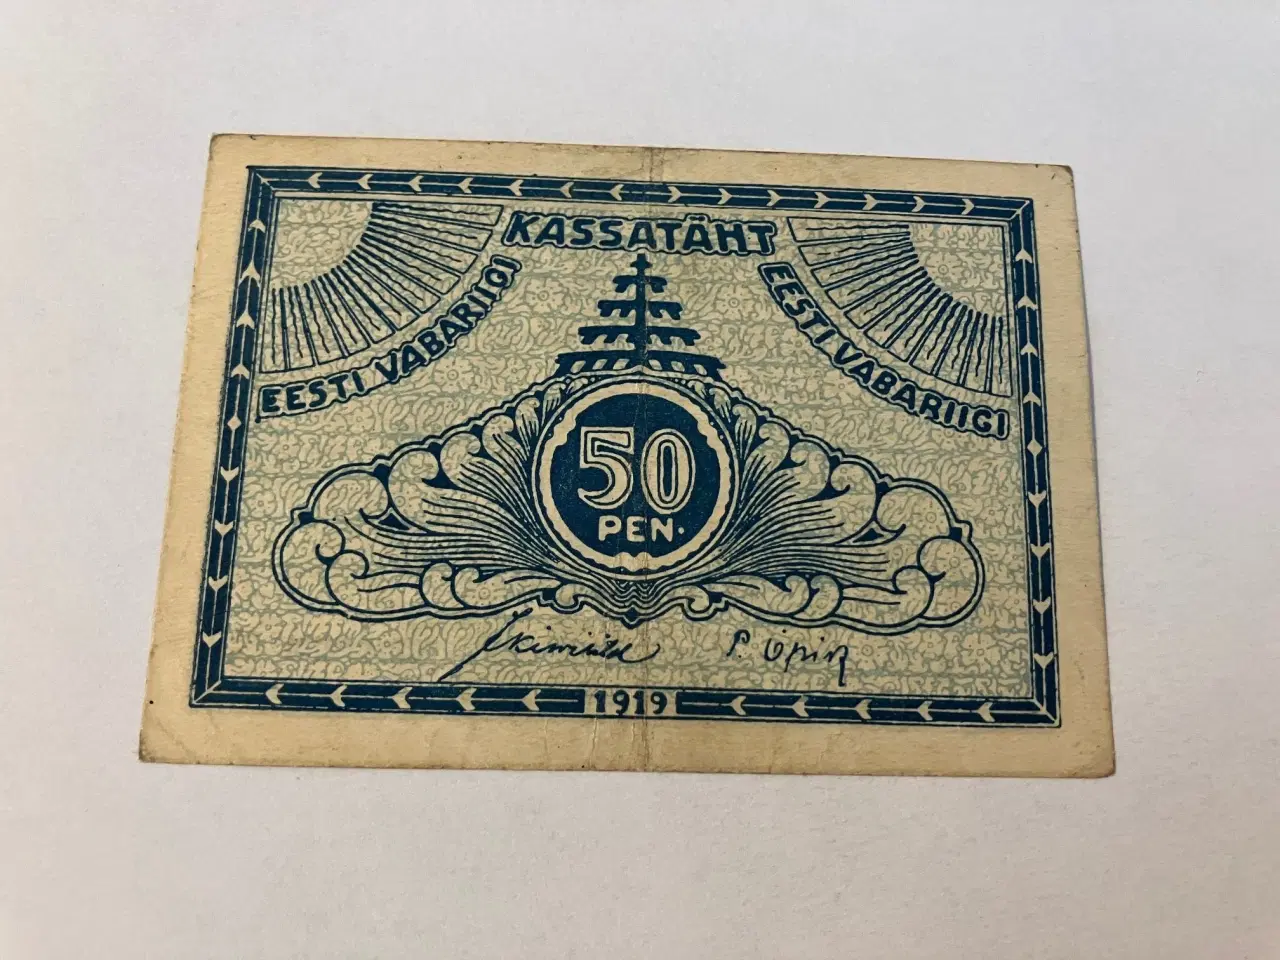 KASSATÄHT
EESTI VABARIIGI
EESTI VABARIIGI
50
PEN.
1919